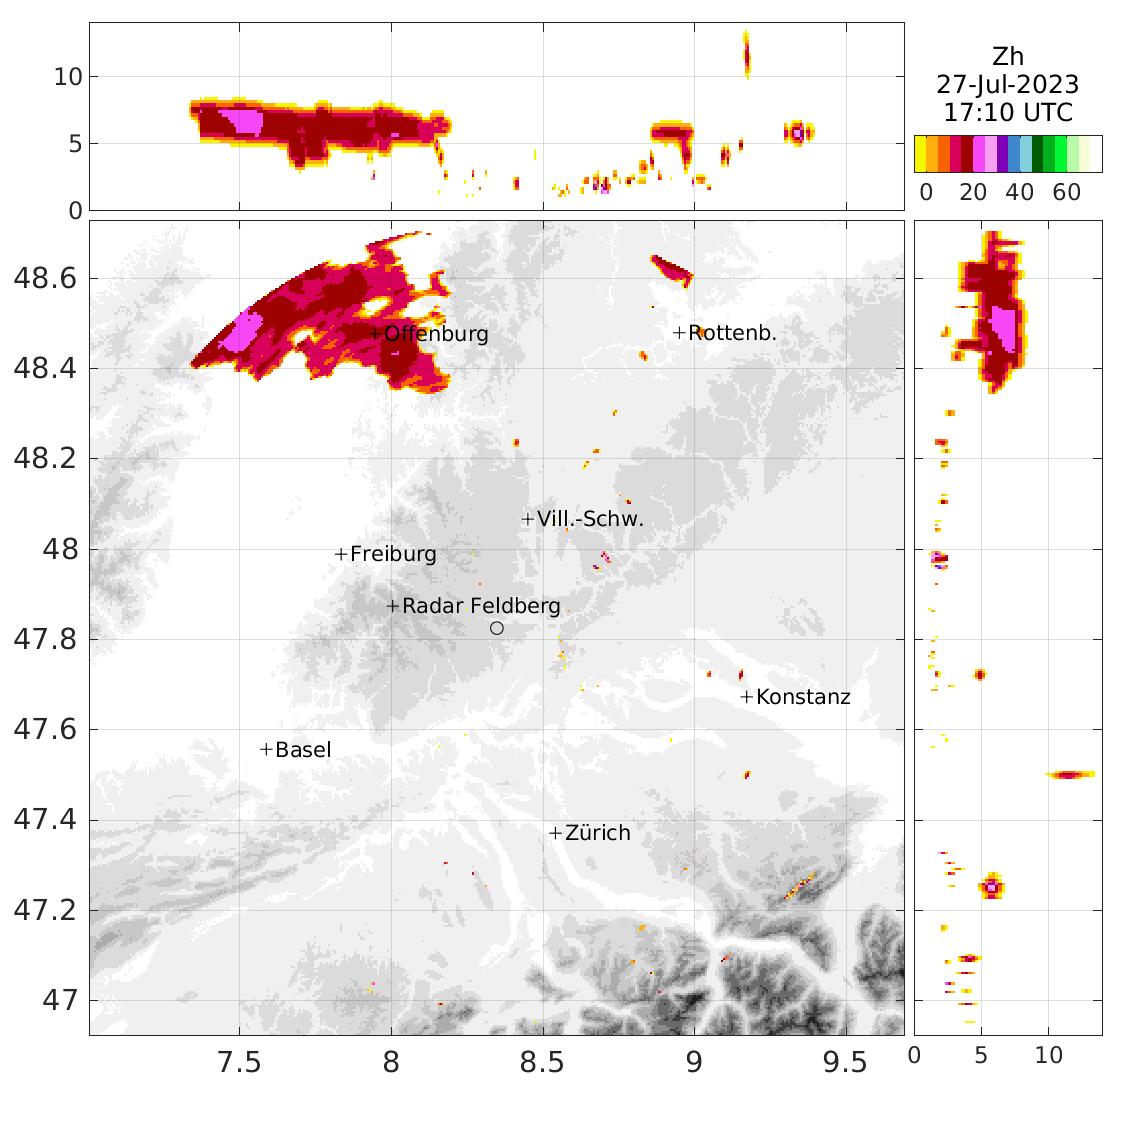 10
5
0
Zh
27-Jul-2023
17:10 UTC
0 20 40 60
48.6
48.4
48.2
48
47.8
47.6
47.4
47.2
47
Offenburg
Rottenb.
Vill.-Schw.
Freiburg
Radar Feldberg
Konstanz
Basel
Zürich
7.5 8 8.5 9 9.5
0 5 10